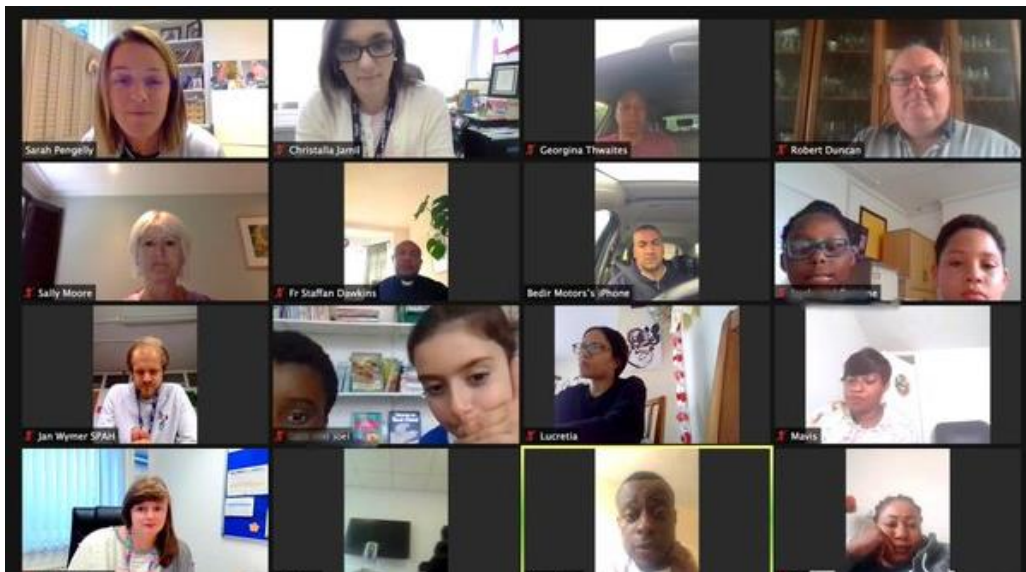 Sarah Pengelly
Christalla Jamil
Georgina Thwaites
Robert Duncan
Sally Moore
Fr Staffan Dawkins
Bedir Motors's iPhone
Jan Wymer SPAH
Joel
Lucretia
Mavis